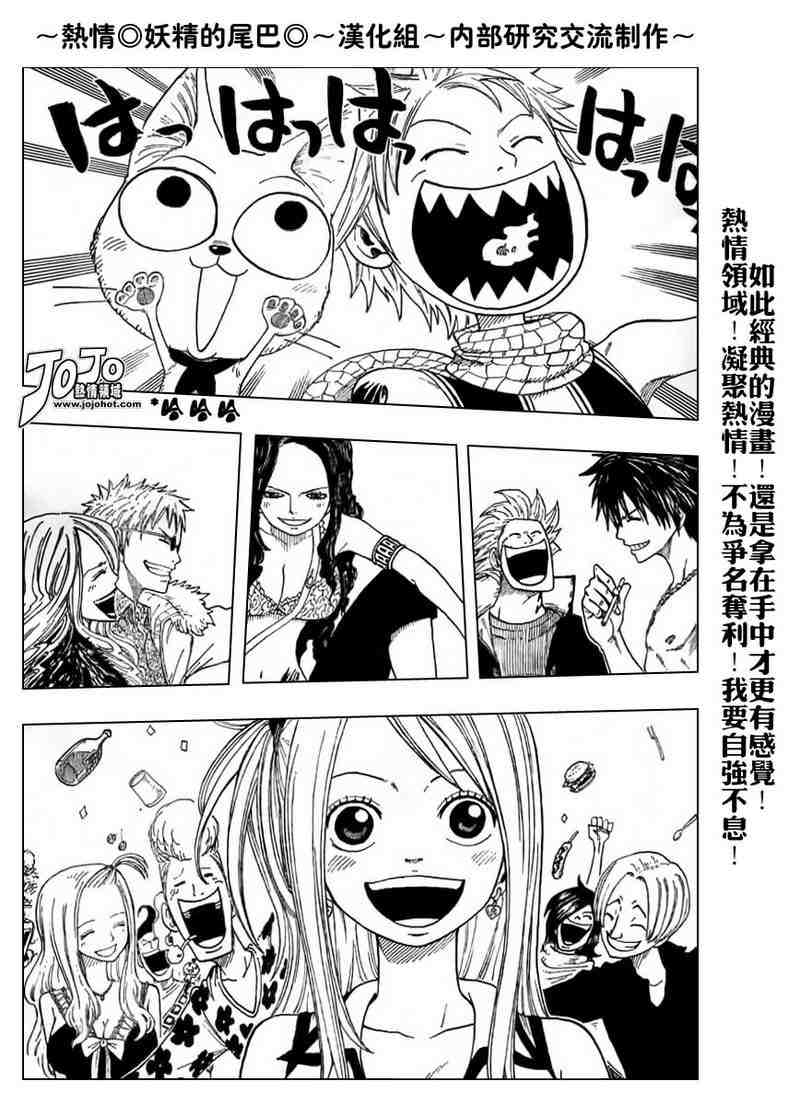 ～熱情◎妖精的尾巴◎～漢化組～内部研究交流制作～
はっはっはっ
はっは
JOJO
熱情領域
www.jojohot.com
*哈哈哈
如此經典的漫畫！還是拿在手中才更有感覺！
熱情領域！凝聚熱情！不為爭名奪利！我要自強不息！